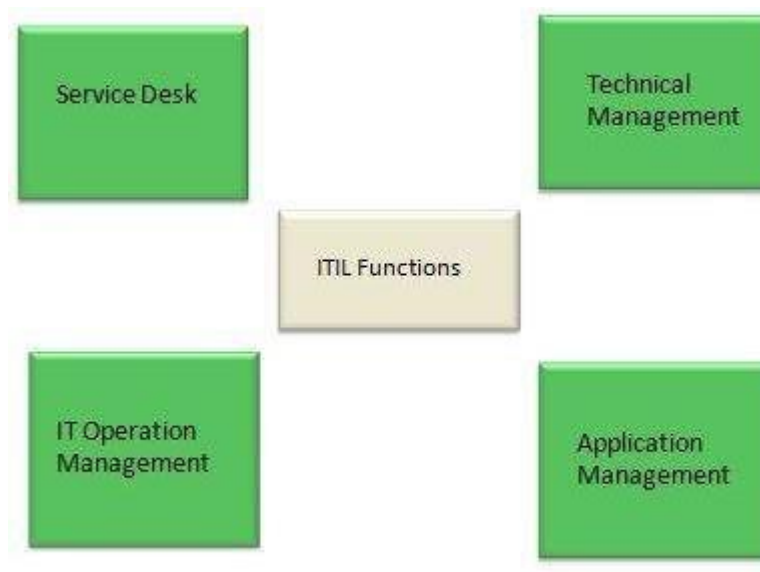 Service Desk
Technical
Management
ITIL Functions
IT Operation
Management
Application
Management